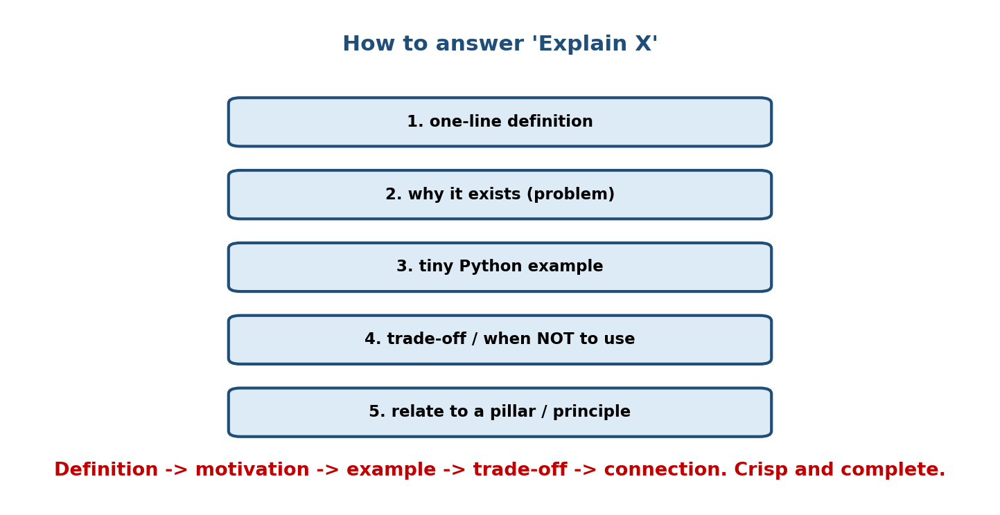 How to answer 'Explain X'
1. one-line definition
2. why it exists (problem)
3. tiny Python example
4. trade-off / when NOT to use
5. relate to a pillar / principle
Definition -> motivation -> example -> trade-off -> connection. Crisp and complete.